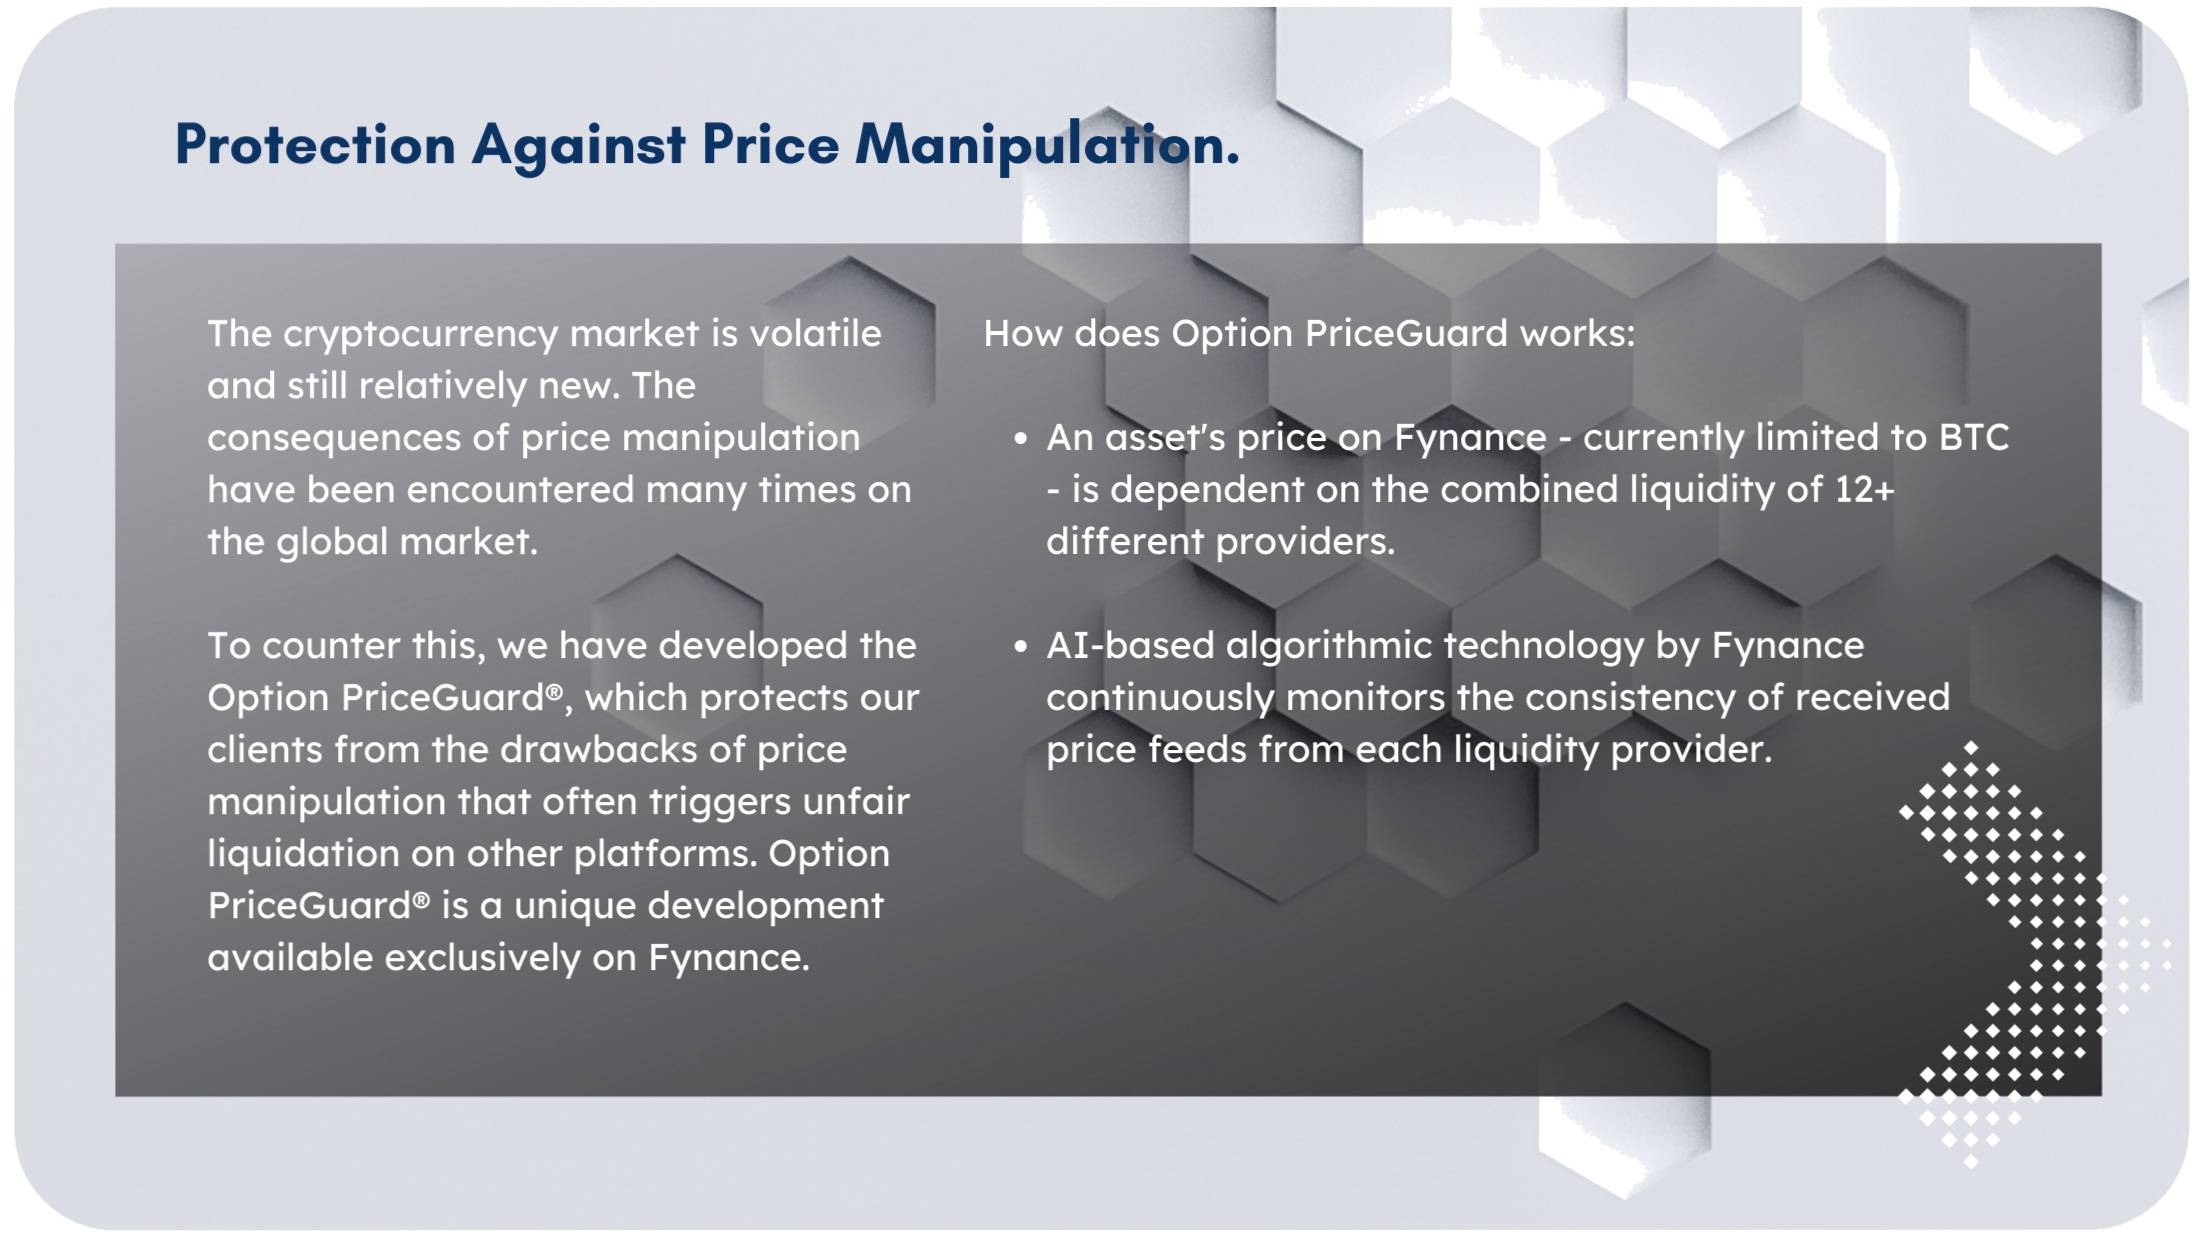 Protection Against Price Manipulation.
The cryptocurrency market is volatile
and still relatively new. The
consequences of price manipulation
have been encountered many times on
the global market.
To counter this, we have developed the
Option PriceGuard®, which protects our
clients from the drawbacks of price
manipulation that often triggers unfair
liquidation on other platforms. Option
PriceGuard® is a unique development
available exclusively on Fynance.
How does Option PriceGuard works:
• An asset's price on Fynance - currently limited to BTC
- is dependent on the combined liquidity of 12+
different providers.
• AI-based algorithmic technology by Fynance
continuously monitors the consistency of received
price feeds from each liquidity provider.